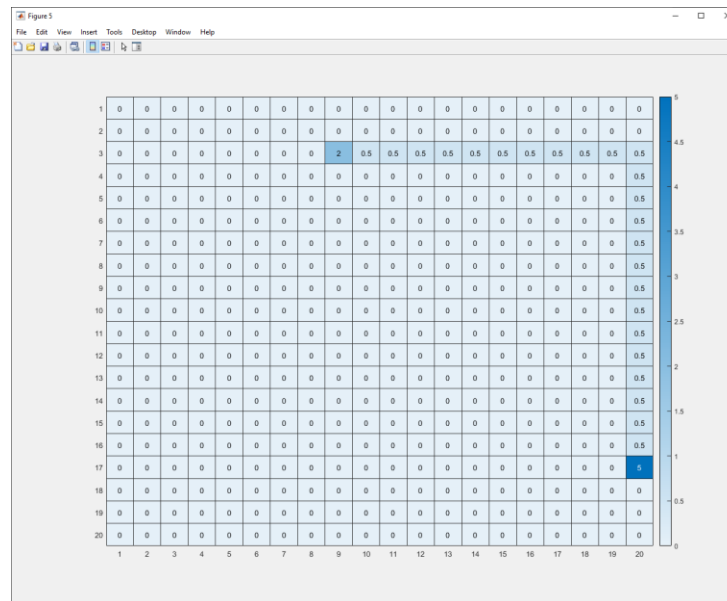 Figure 5
File Edit View Insert Tools Desktop Window Help
1 0 0 0 0 0 0 0 0 0 0 0 0 0 0 0 0 0 0 0 0 5
2 0 0 0 0 0 0 0 0 0 0 0 0 0 0 0 0 0 0 0 0
4.5
3 0 0 0 0 0 0 0 0 2 0.5 0.5 0.5 0.5 0.5 0.5 0.5 0.5 0.5 0.5 0.5
4 0 0 0 0 0 0 0 0 0 0 0 0 0 0 0 0 0 0 0 0.5
5 0 0 0 0 0 0 0 0 0 0 0 0 0 0 0 0 0 0 0 0.5 4
6 0 0 0 0 0 0 0 0 0 0 0 0 0 0 0 0 0 0 0 0.5
7 0 0 0 0 0 0 0 0 0 0 0 0 0 0 0 0 0 0 0 0.5 3.5
8 0 0 0 0 0 0 0 0 0 0 0 0 0 0 0 0 0 0 0 0.5
9 0 0 0 0 0 0 0 0 0 0 0 0 0 0 0 0 0 0 0 0.5 3
10 0 0 0 0 0 0 0 0 0 0 0 0 0 0 0 0 0 0 0 0.5
11 0 0 0 0 0 0 0 0 0 0 0 0 0 0 0 0 0 0 0 0.5 2.5
12 0 0 0 0 0 0 0 0 0 0 0 0 0 0 0 0 0 0 0 0.5
13 0 0 0 0 0 0 0 0 0 0 0 0 0 0 0 0 0 0 0 0.5 2
14 0 0 0 0 0 0 0 0 0 0 0 0 0 0 0 0 0 0 0 0.5
15 0 0 0 0 0 0 0 0 0 0 0 0 0 0 0 0 0 0 0 0.5 1.5
16 0 0 0 0 0 0 0 0 0 0 0 0 0 0 0 0 0 0 0 0.5
17 0 0 0 0 0 0 0 0 0 0 0 0 0 0 0 0 0 0 0 5 1
18 0 0 0 0 0 0 0 0 0 0 0 0 0 0 0 0 0 0 0 0
0.5
19 0 0 0 0 0 0 0 0 0 0 0 0 0 0 0 0 0 0 0 0
20 0 0 0 0 0 0 0 0 0 0 0 0 0 0 0 0 0 0 0 0
0
1 2 3 4 5 6 7 8 9 10 11 12 13 14 15 16 17 18 19 20